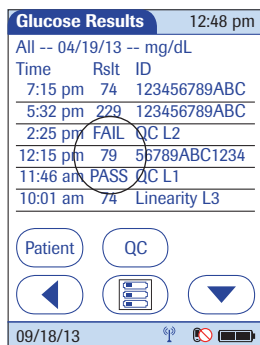 Glucose Results 12:48 pm
All -- 04/19/13 -- mg/dL
Time Rslt ID
7:15 pm 74 123456789ABC
5:32 pm 229 123456789ABC
2:25 pm FAIL QC L2
12:15 pm 79 56789ABC1234
11:46 am PASS QC L1
10:01 am 74 Linearity L3
Patient QC
09/18/13